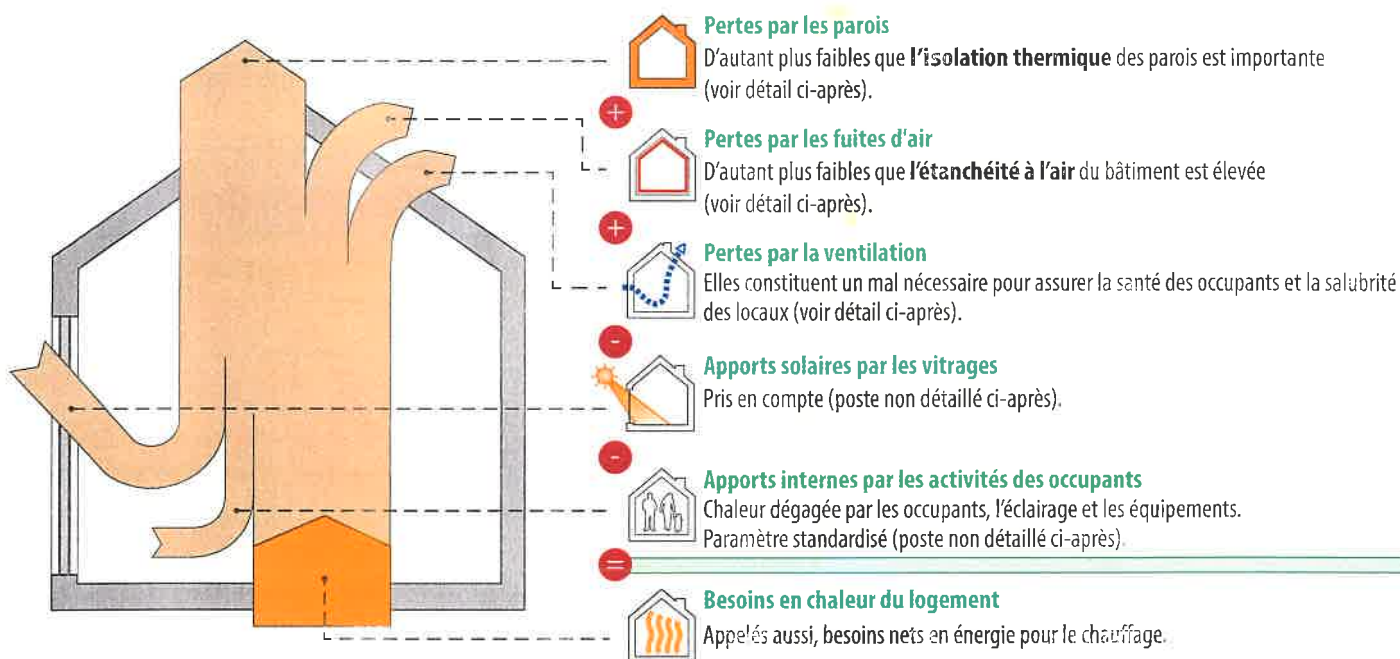 Pertes par les parois
D'autant plus faibles que l'isolation thermique des parois est importante
(voir détail ci-après).
+
Pertes par les fuites d'air
D'autant plus faibles que l'étanchéité à l'air du bâtiment est élevée
(voir détail ci-après).
+
Pertes par la ventilation
Elles constituent un mal nécessaire pour assurer la santé des occupants et la salubrité
des locaux (voir détail ci-après).
-
Apports solaires par les vitrages
Pris en compte (poste non détaillé ci-après).
-
Apports internes par les activités des occupants
Chaleur dégagée par les occupants, l'éclairage et les équipements.
Paramètre standardisé (poste non détaillé ci-après).
=
Besoins en chaleur du logement
Appelés aussi, besoins nets en énergie pour le chauffage.